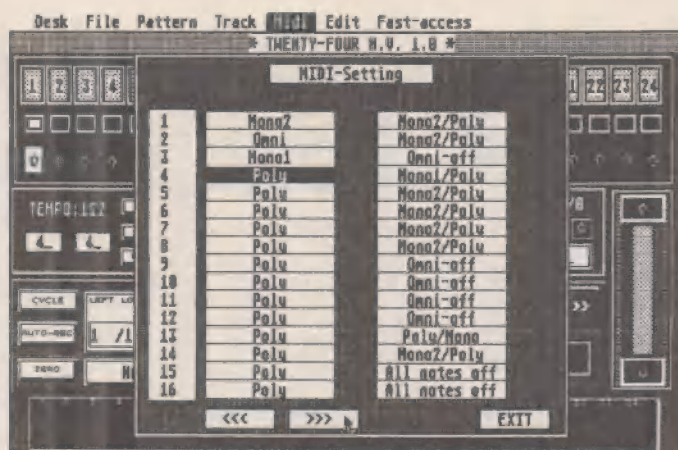 Desk File Pattern Track MIDI Edit Fast-access
* TWENTY-FOUR M.V. 1.0 *
MIDI-Setting
1 2 3 4 22 23 24
1 Mono2 Mono2/Poly
2 Omni Mono2/Poly
3 Mono1 Omni-off
4 Poly Mono1/Poly
5 Poly Mono2/Poly
6 Poly Mono2/Poly
7 Poly Mono2/Poly
8 Poly Mono2/Poly
9 Poly Omni-off
10 Poly Omni-off
11 Poly Omni-off
12 Poly Omni-off
13 Poly Poly/Mono
14 Poly Mono2/Poly
15 Poly All notes off
16 Poly All notes off
<<< >>> EXIT
TEMPO:
4_ 4_
CYCLE LEFT
AUTO-REC 1 /1
ZERO
>>